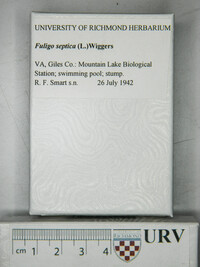 UNIVERSITY OF RICHMOND HERBARIUM
Fuligo septica (L.)Wiggers
VA, Giles Co.: Mountain Lake Biological
Station; swimming pool; stump.
R. F. Smart s.n. 26 July 1942
cm 1 2 3 4 5
URV